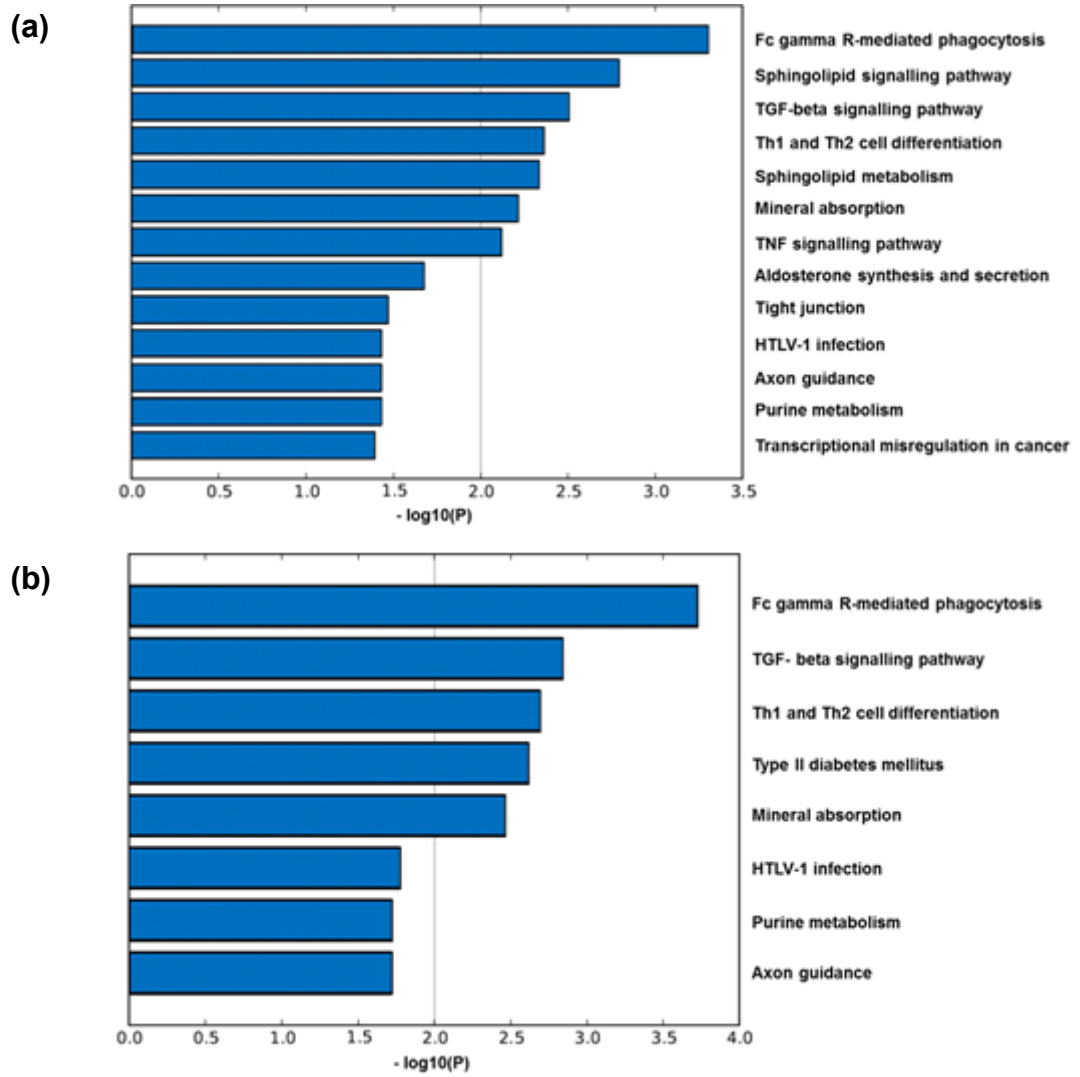 (a)
Fc gamma R-mediated phagocytosis
Sphingolipid signalling pathway
TGF-beta signalling pathway
Th1 and Th2 cell differentiation
Sphingolipid metabolism
Mineral absorption
TNF signalling pathway
Aldosterone synthesis and secretion
Tight junction
HTLV-1 infection
Axon guidance
Purine metabolism
Transcriptional misregulation in cancer
0.0 0.5 1.0 1.5 2.0 2.5 3.0 3.5
- log10(P)
(b)
Fc gamma R-mediated phagocytosis
TGF- beta signalling pathway
Th1 and Th2 cell differentiation
Type II diabetes mellitus
Mineral absorption
HTLV-1 infection
Purine metabolism
Axon guidance
0.0 0.5 1.0 1.5 2.0 2.5 3.0 3.5 4.0
- log10(P)